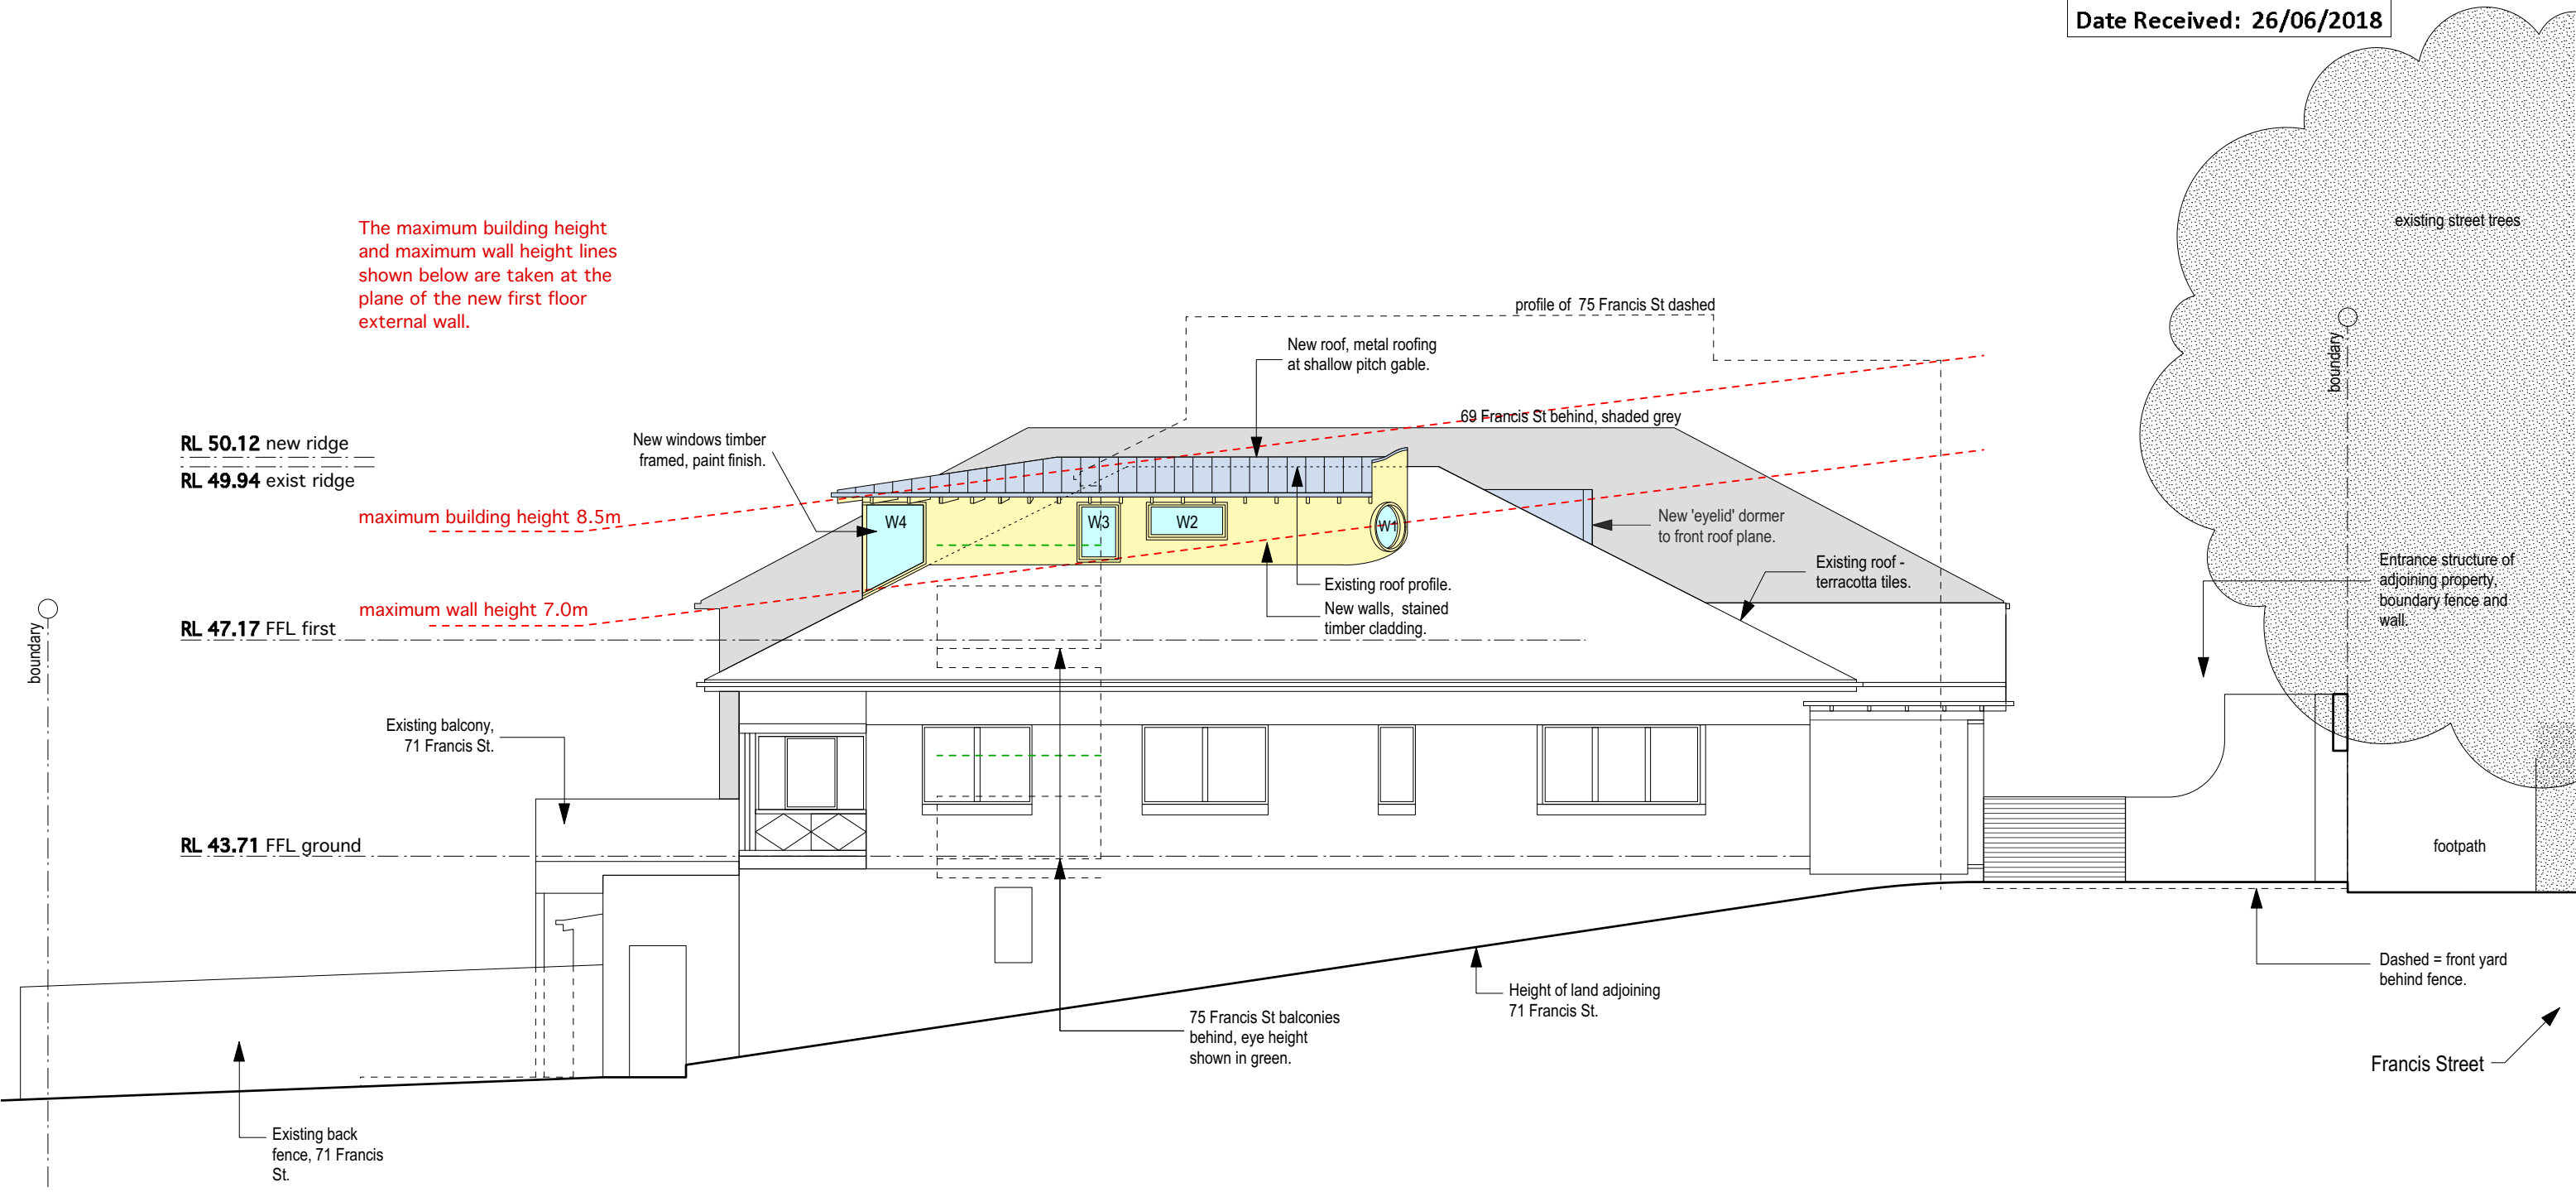 Date Received: 26/06/2018
existing street trees
The maximum building height
and maximum wall height lines
shown below are taken at the
plane of the new first floor
external wall.
profile of 75 Francis St dashed
New roof, metal roofing
at shallow pitch gable.
boundary
69 Francis St behind, shaded grey
RL 50.12 new ridge
New windows timber
framed, paint finish.
RL 49.94 exist ridge
maximum building height 8.5m
W4
W3
W2
W1
New 'eyelid' dormer
to front roof plane.
Existing roof -
terracotta tiles.
Entrance structure of
adjoining property,
boundary fence and
wall.
Existing roof profile.
New walls, stained
timber cladding.
maximum wall height 7.0m
RL 47.17 FFL first
boundary
Existing balcony,
71 Francis St.
RL 43.71 FFL ground
footpath
Dashed = front yard
behind fence.
Height of land adjoining
71 Francis St.
75 Francis St balconies
behind, eye height
shown in green.
Francis Street
Existing back
fence, 71 Francis
St.